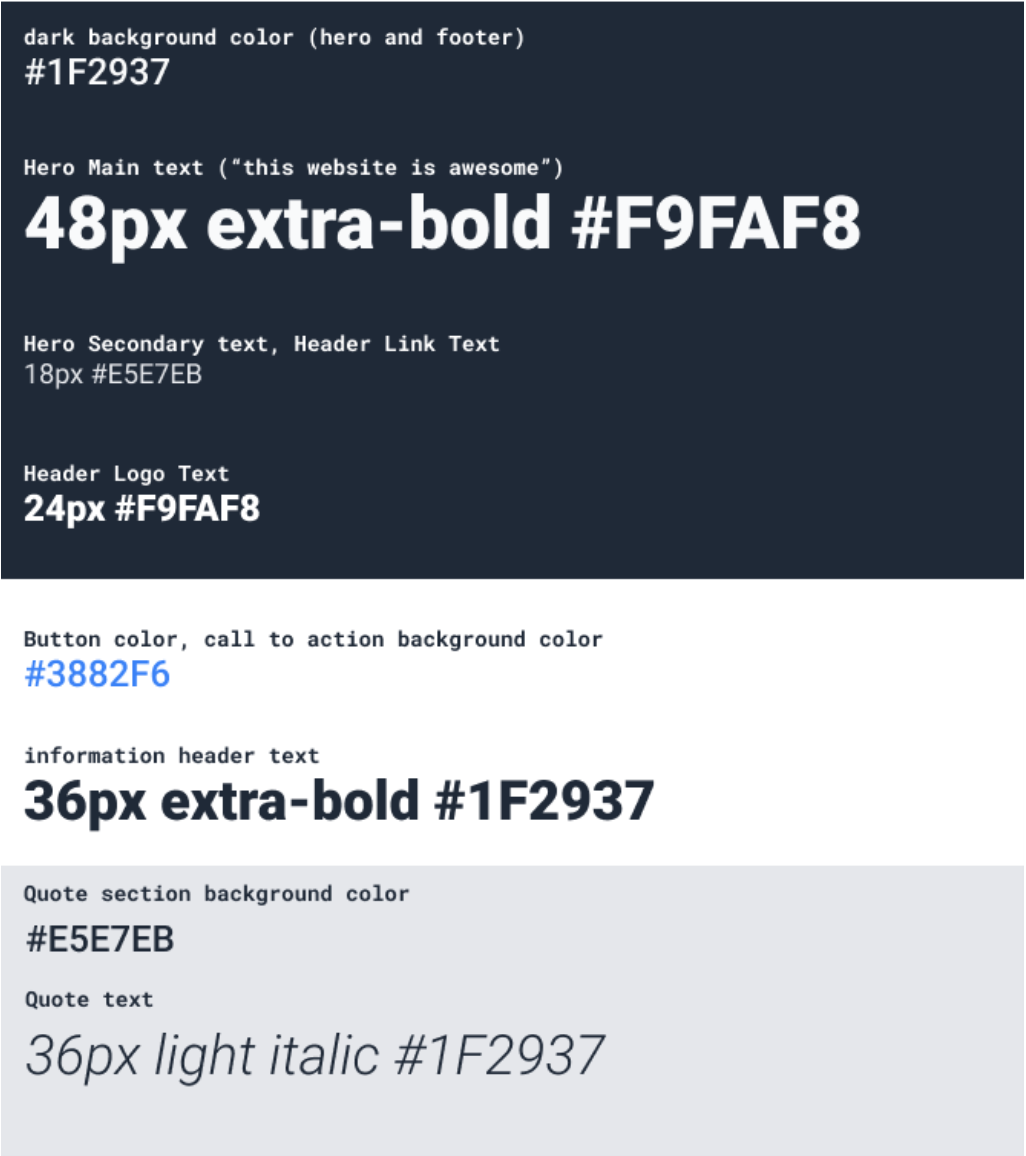 dark background color (hero and footer)
#1F2937
Hero Main text (“this website is awesome”)
48px extra-bold #F9FAF8
Hero Secondary text, Header Link Text
18px #E5E7EB
Header Logo Text
24px #F9FAF8
Button color, call to action background color
#3882F6
information header text
36px extra-bold #1F2937
Quote section background color
#E5E7EB
Quote text
36px light italic #1F2937